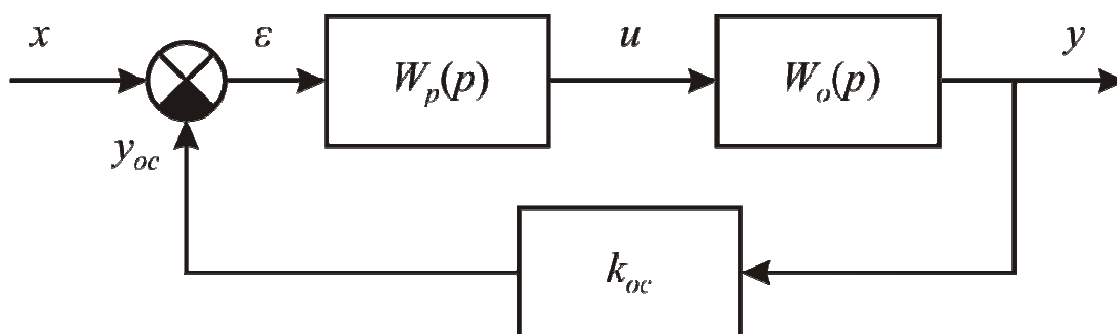 x
ε
W_p(p)
u
W_o(p)
y
y_oc
k_oc